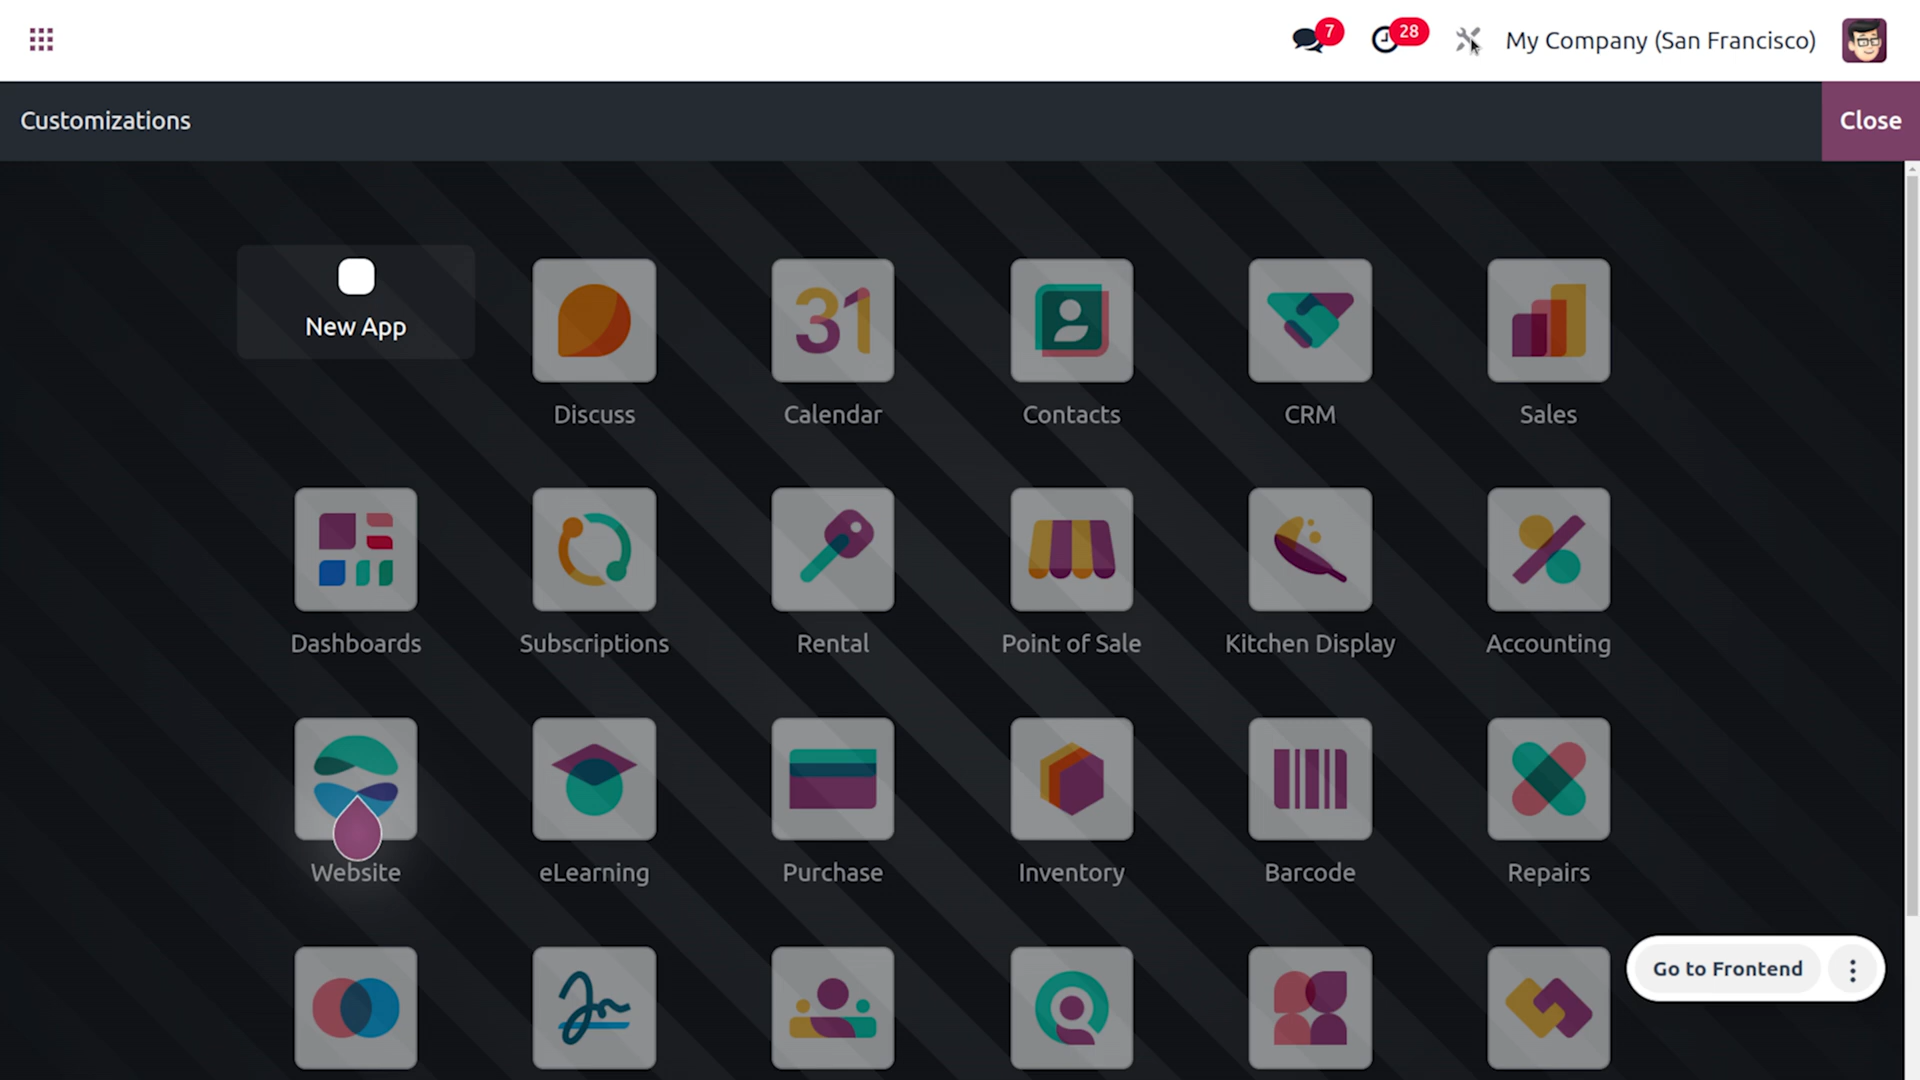 7
28
My Company (San Francisco)
Customizations
Close
New App
31
Discuss
Calendar
Contacts
CRM
Sales
Dashboards
Subscriptions
Rental
Point of Sale
Kitchen Display
Accounting
Website
eLearning
Purchase
Inventory
Barcode
Repairs
Go to Frontend